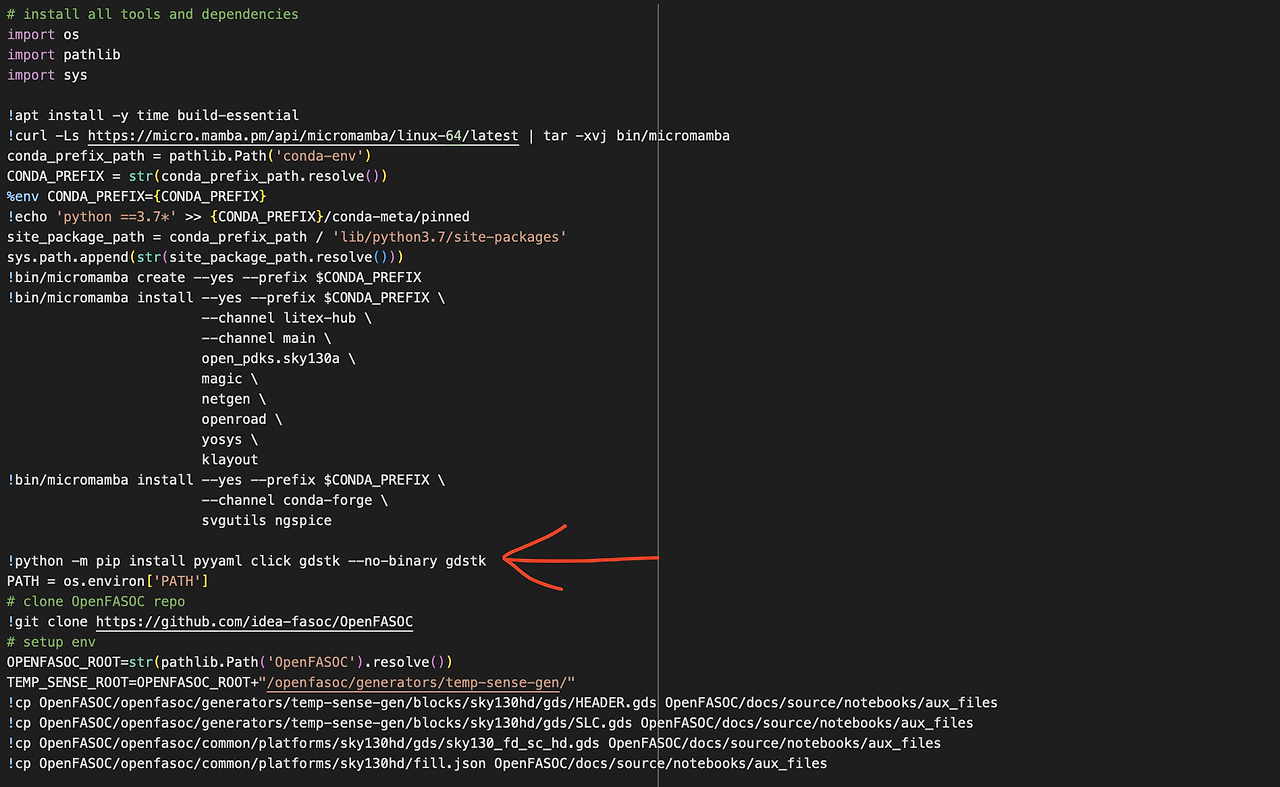 # install all tools and dependencies
import os
import pathlib
import sys
!apt install -y time build-essential
!curl -Ls https://micro.mamba.pm/api/micromamba/linux-64/latest | tar -xvj bin/micromamba
conda_prefix_path = pathlib.Path('conda-env')
CONDA_PREFIX = str(conda_prefix_path.resolve())
%env CONDA_PREFIX={CONDA_PREFIX}
!echo 'python ==3.7*' >> {CONDA_PREFIX}/conda-meta/pinned
site_package_path = conda_prefix_path / 'lib/python3.7/site-packages'
sys.path.append(str(site_package_path.resolve()))
!bin/micromamba create --yes --prefix $CONDA_PREFIX
!bin/micromamba install --yes --prefix $CONDA_PREFIX \
--channel litex-hub \
--channel main \
open_pdks.sky130a \
magic \
netgen \
openroad \
yosys \
klayout
!bin/micromamba install --yes --prefix $CONDA_PREFIX \
--channel conda-forge \
svgutils ngspice
!python -m pip install pyyaml click gdstk --no-binary gdstk
PATH = os.environ['PATH']
# clone OpenFASOC repo
!git clone https://github.com/idea-fasoc/OpenFASOC
# setup env
OPENFASOC_ROOT=str(pathlib.Path('OpenFASOC').resolve())
TEMP_SENSE_ROOT=OPENFASOC_ROOT+"/openfasoc/generators/temp-sense-gen/"
!cp OpenFASOC/openfasoc/generators/temp-sense-gen/blocks/sky130hd/gds/HEADER.gds OpenFASOC/docs/source/notebooks/aux_files
!cp OpenFASOC/openfasoc/generators/temp-sense-gen/blocks/sky130hd/gds/SLC.gds OpenFASOC/docs/source/notebooks/aux_files
!cp OpenFASOC/openfasoc/common/platforms/sky130hd/gds/sky130_fd_sc_hd.gds OpenFASOC/docs/source/notebooks/aux_files
!cp OpenFASOC/openfasoc/common/platforms/sky130hd/fill.json OpenFASOC/docs/source/notebooks/aux_files